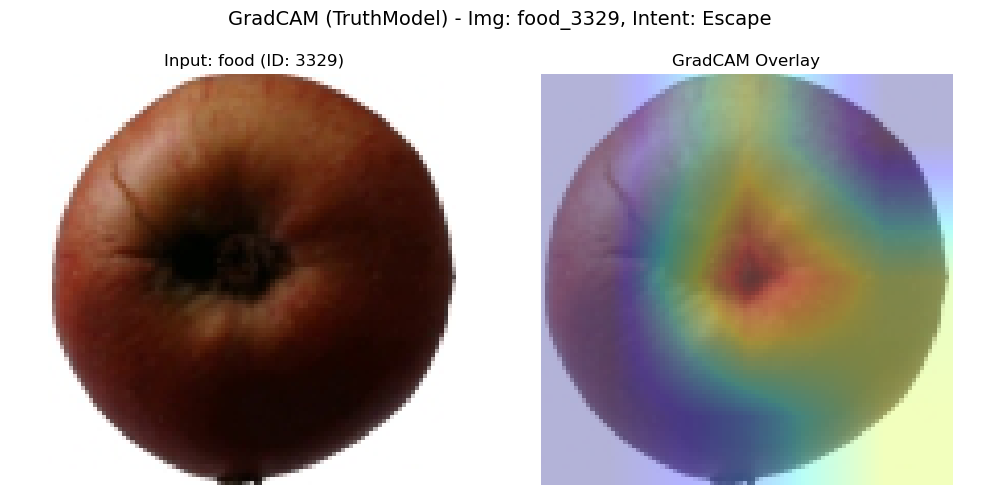 GradCAM (TruthModel) - Img: food_3329, Intent: Escape
Input: food (ID: 3329)
GradCAM Overlay